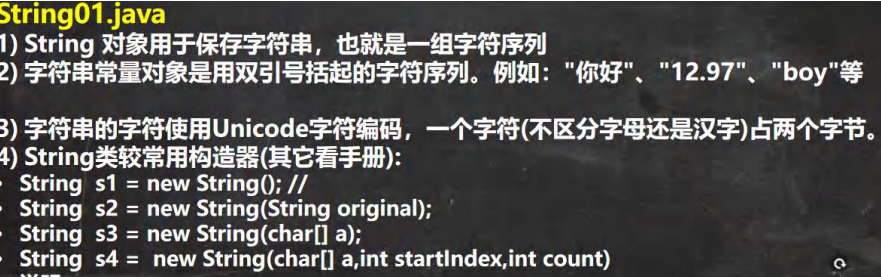 String01.java
1) String 对象用于保存字符串，也就是一组字符序列
2) 字符串常量对象是用双引号括起的字符序列。例如："你好"、"12.97"、"boy"等
3) 字符串的字符使用Unicode字符编码，一个字符(不区分字母还是汉字)占两个字节。
4) String类较常用构造器(其它看手册):
• String s1 = new String(); //
• String s2 = new String(String original);
• String s3 = new String(char[] a);
• String s4 = new String(char[] a,int startIndex,int count)